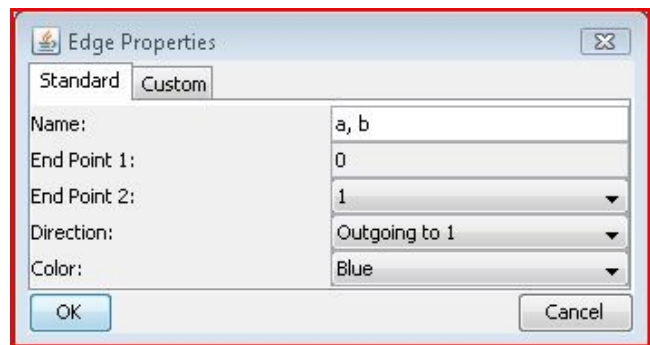 Edge Properties
Standard Custom
Name: a, b
End Point 1: 0
End Point 2: 1
Direction: Outgoing to 1
Color: Blue
OK Cancel